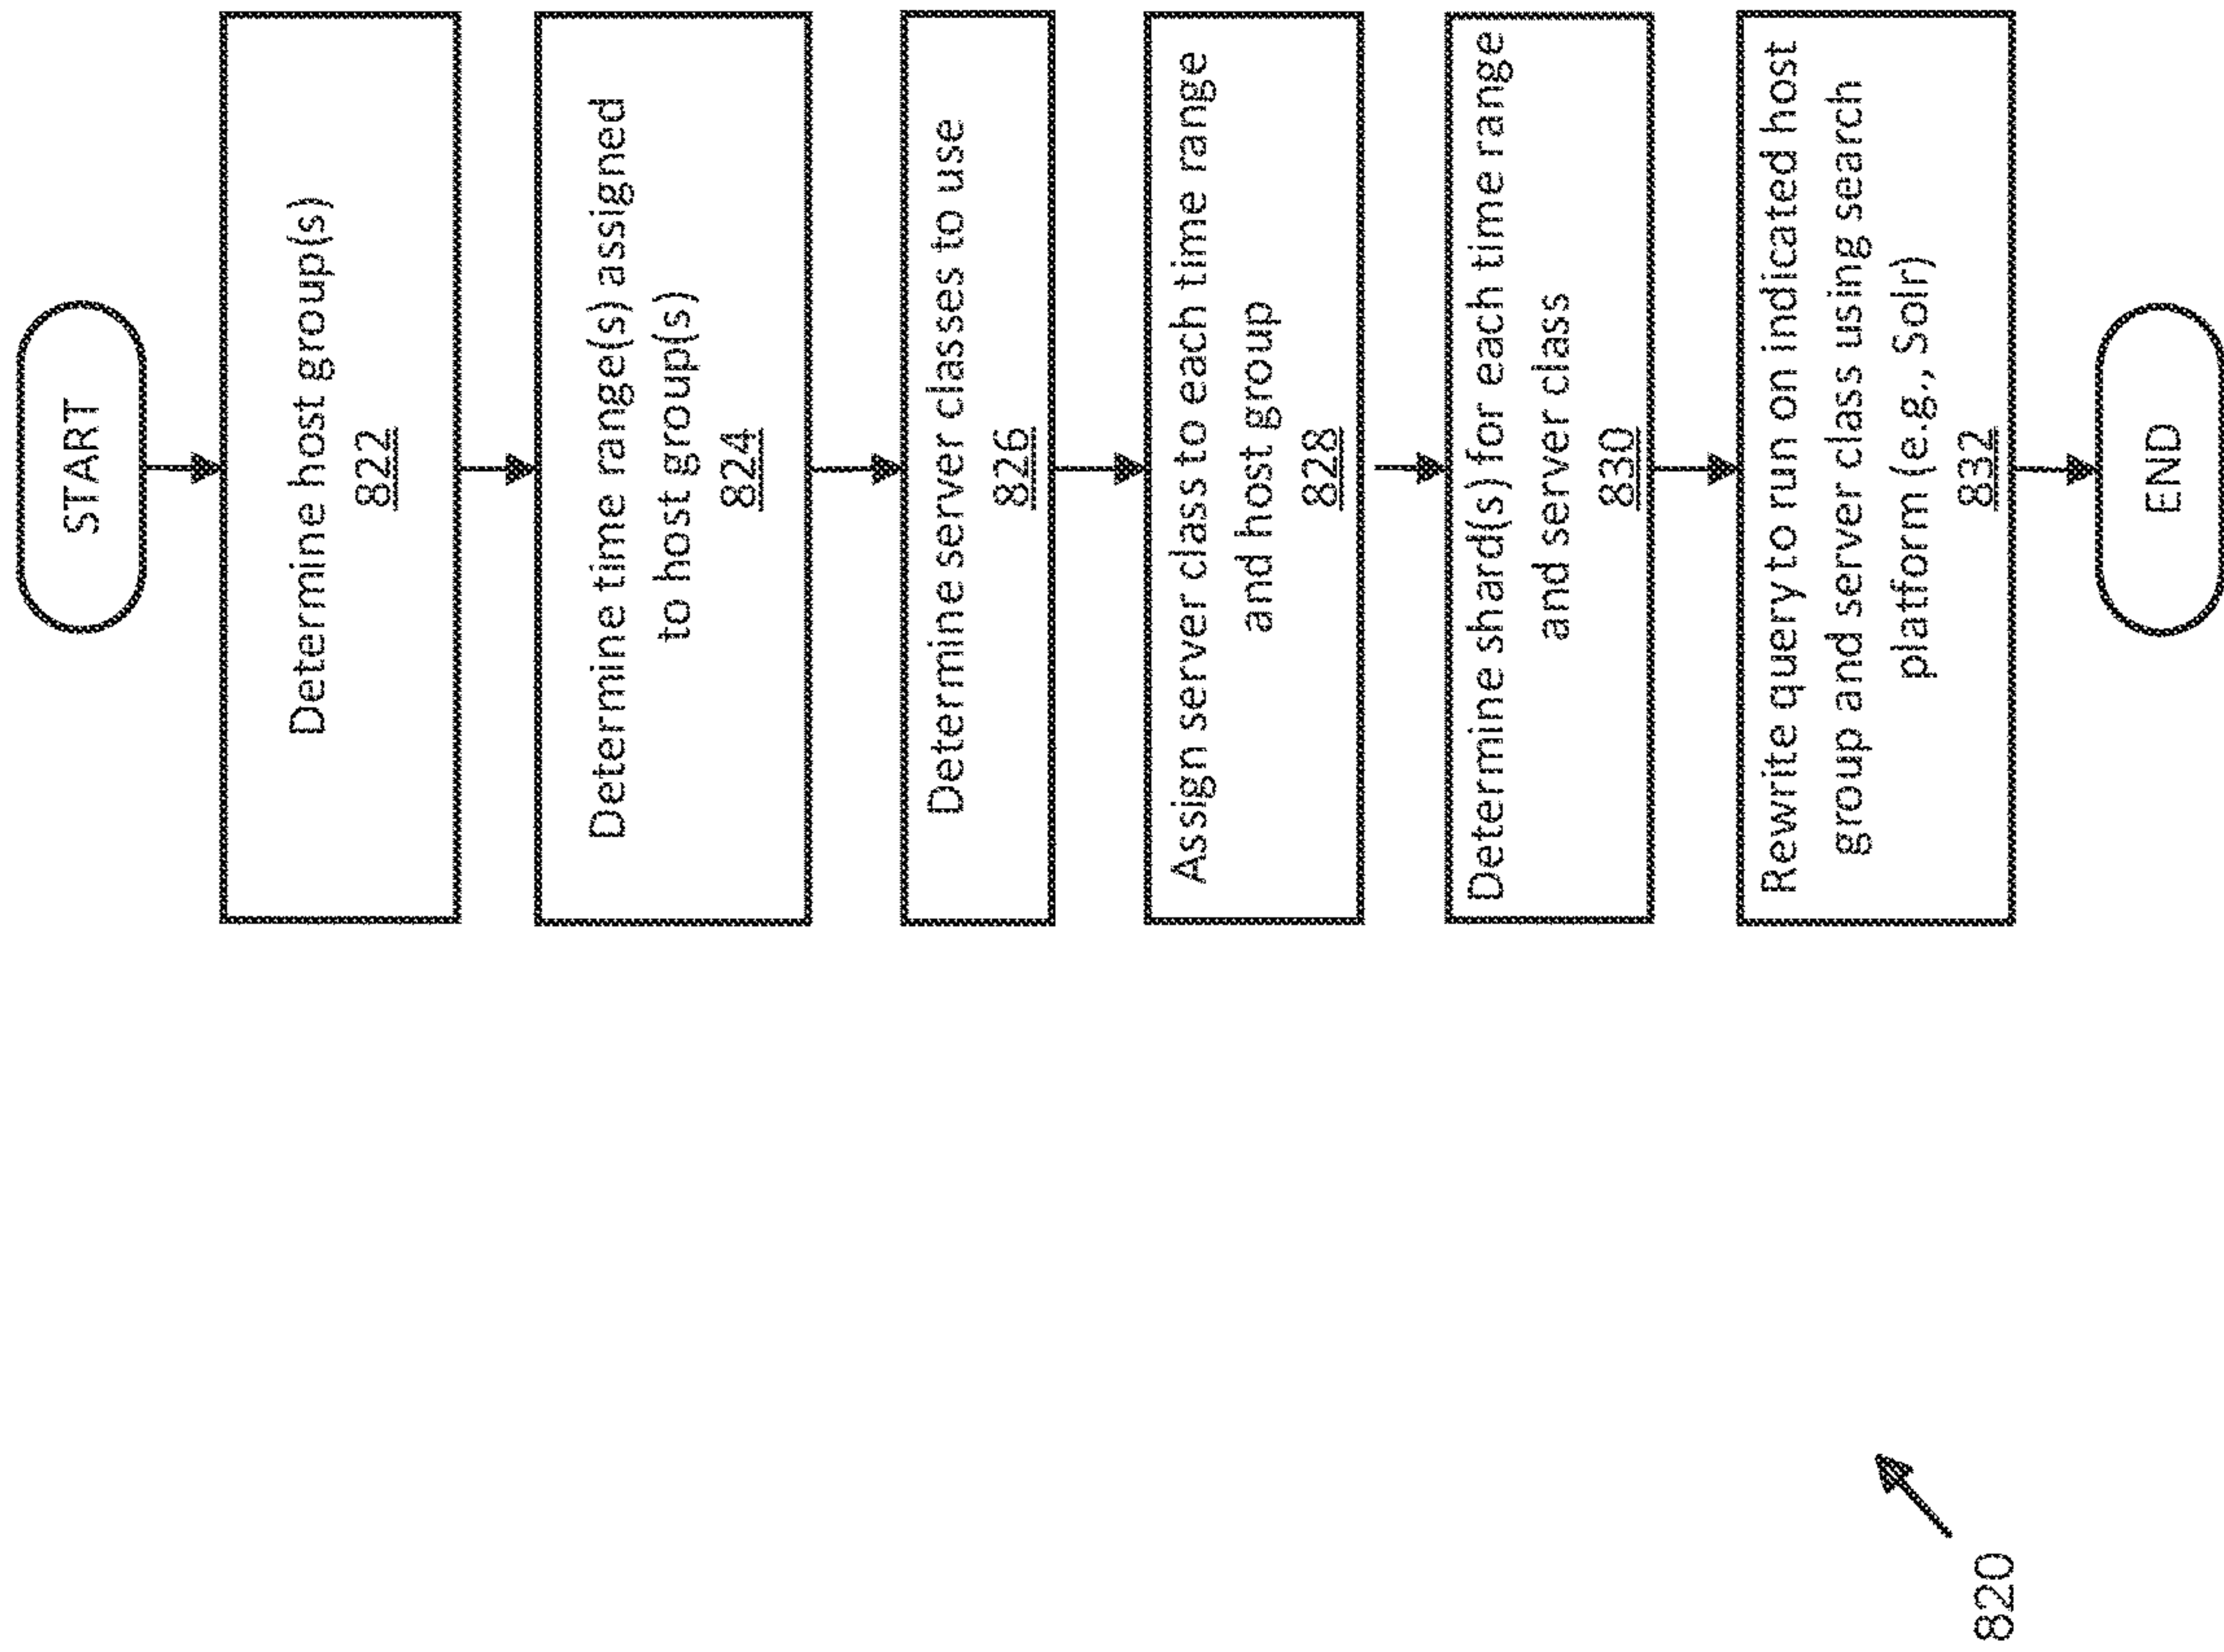 START
Determine host group(s)
822
Determine time range(s) assigned
to host group(s)
824
Determine server classes to use
826
Assign server class to each time range
and host group
828
Determine shard(s) for each time range
and server class
830
Rewrite query to run on indicated host
group and server class using search
platform (e.g., Solr)
832
END
820